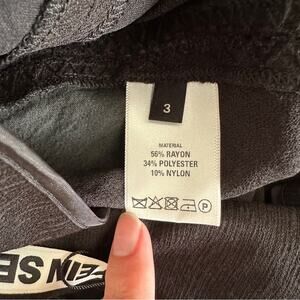 3
MATERIAL
56% RAYON
34% POLYESTER
10% NYLON
P